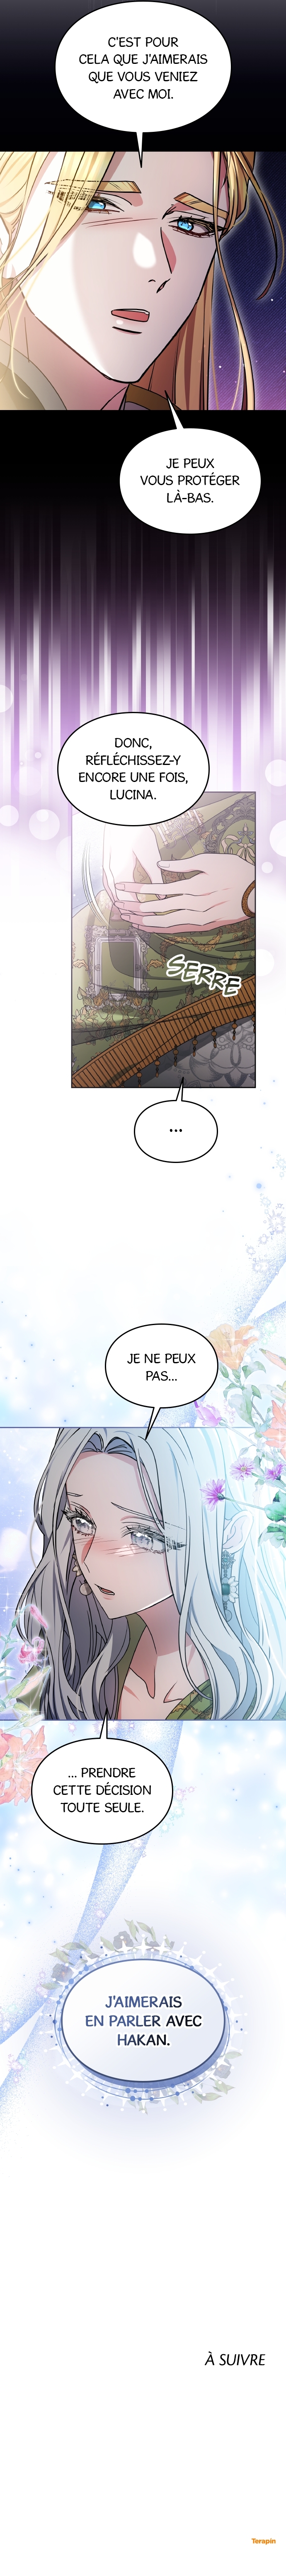 C'EST POUR
CELA QUE J'AIMERAIS
QUE VOUS VENIEZ
AVEC MOI.
JE PEUX
VOUS PROTÉGER
LÀ-BAS.
DONC,
RÉFLÉCHISSEZ-Y
ENCORE UNE FOIS,
LUCINA.
SERRE
...
JE NE PEUX
PAS...
... PRENDRE
CETTE DÉCISION
TOUTE SEULE.
J'AIMERAIS
EN PARLER AVEC
HAKAN.
À SUIVRE
Terapin